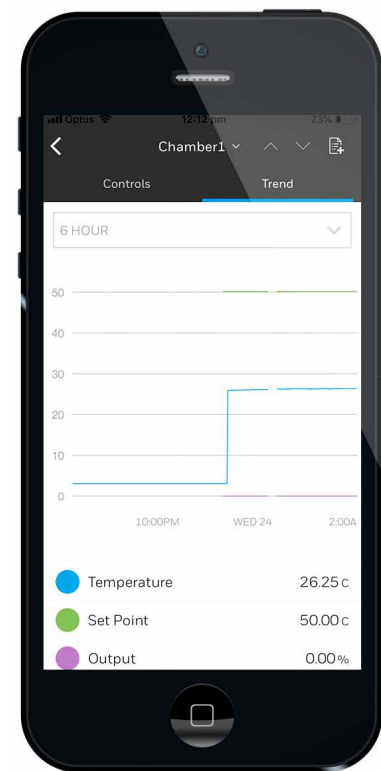 Optus 12:12 pm 23%
Chamber1
Controls Trend
6 HOUR
50
40
30
20
10
0
10:00PM WED 24 2:00A
Temperature 26.25 C
Set Point 50.00 C
Output 0.00 %